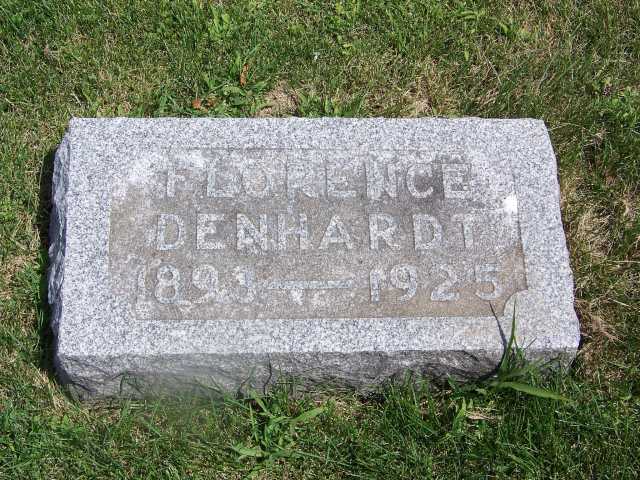 FLORENCE
DENHARDT
1893 — 1925